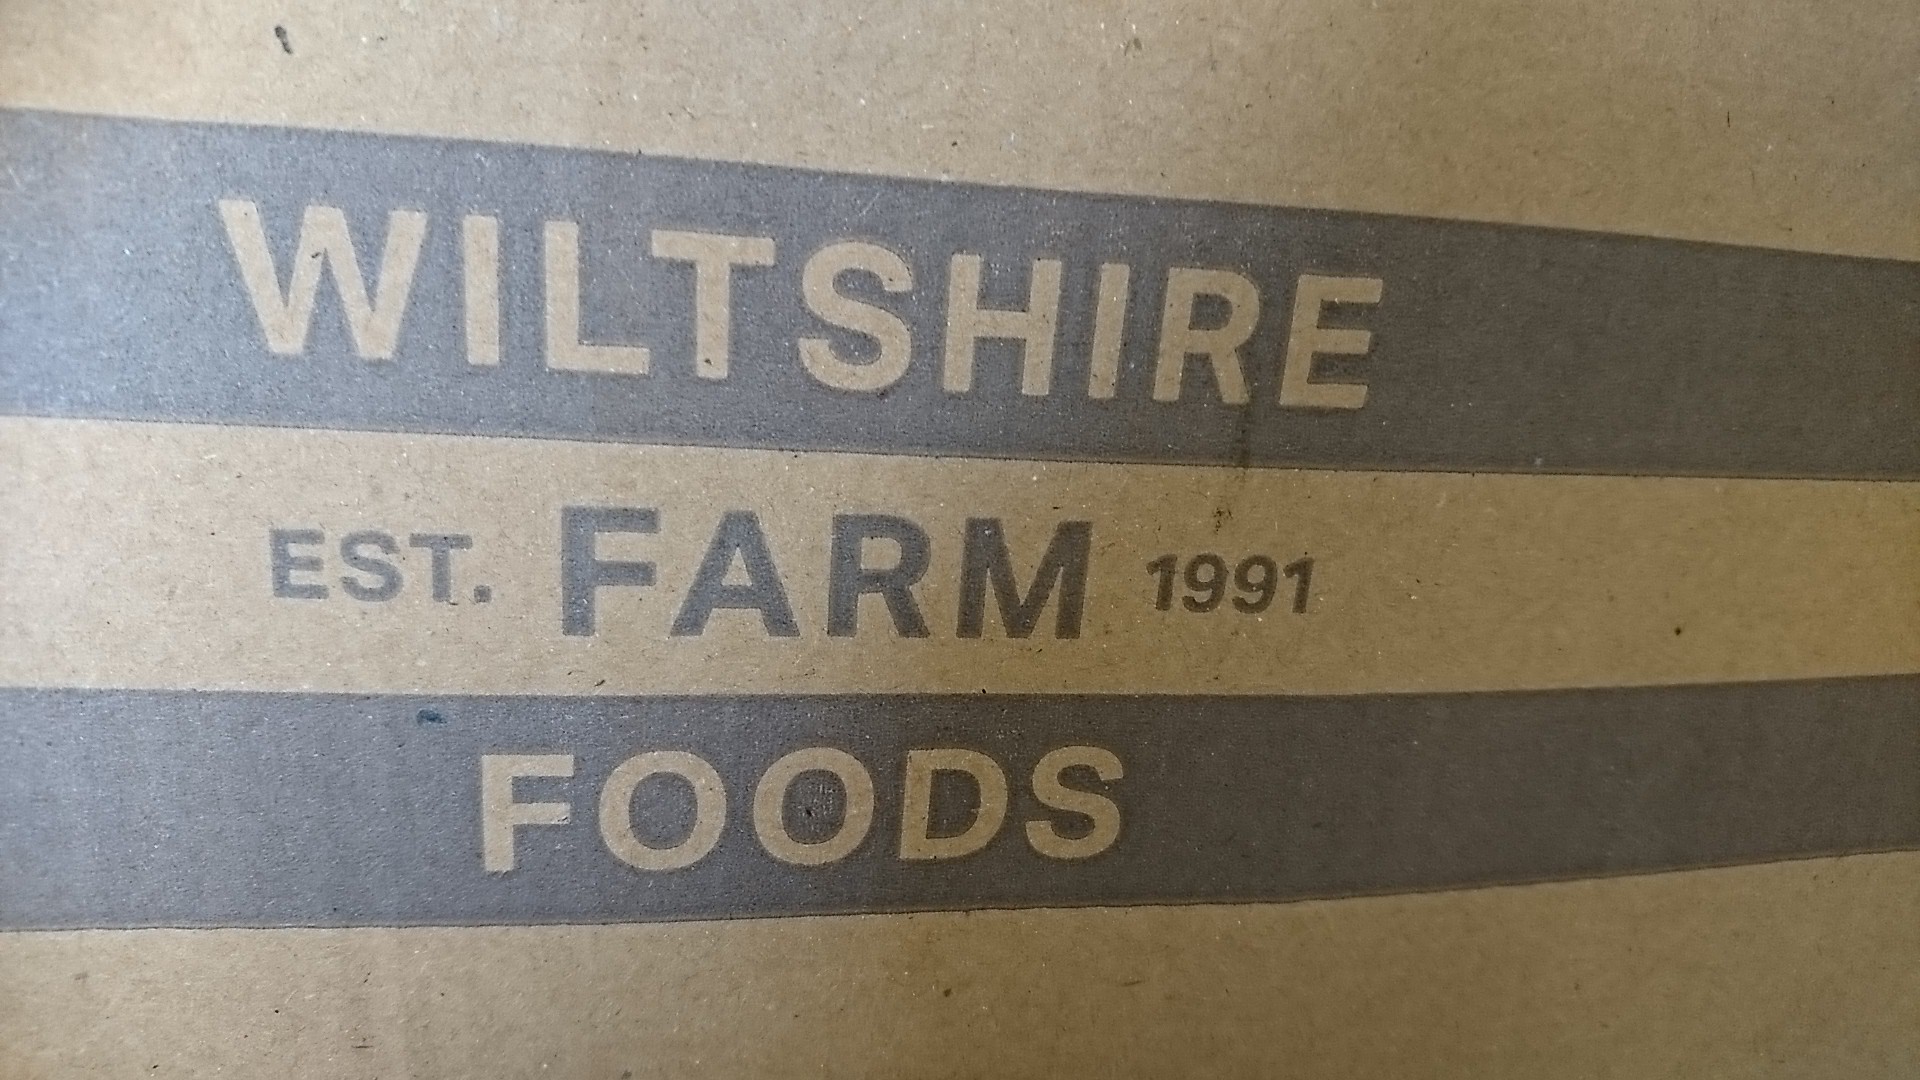 WILTSHIRE
EST. FARM 1991
FOODS